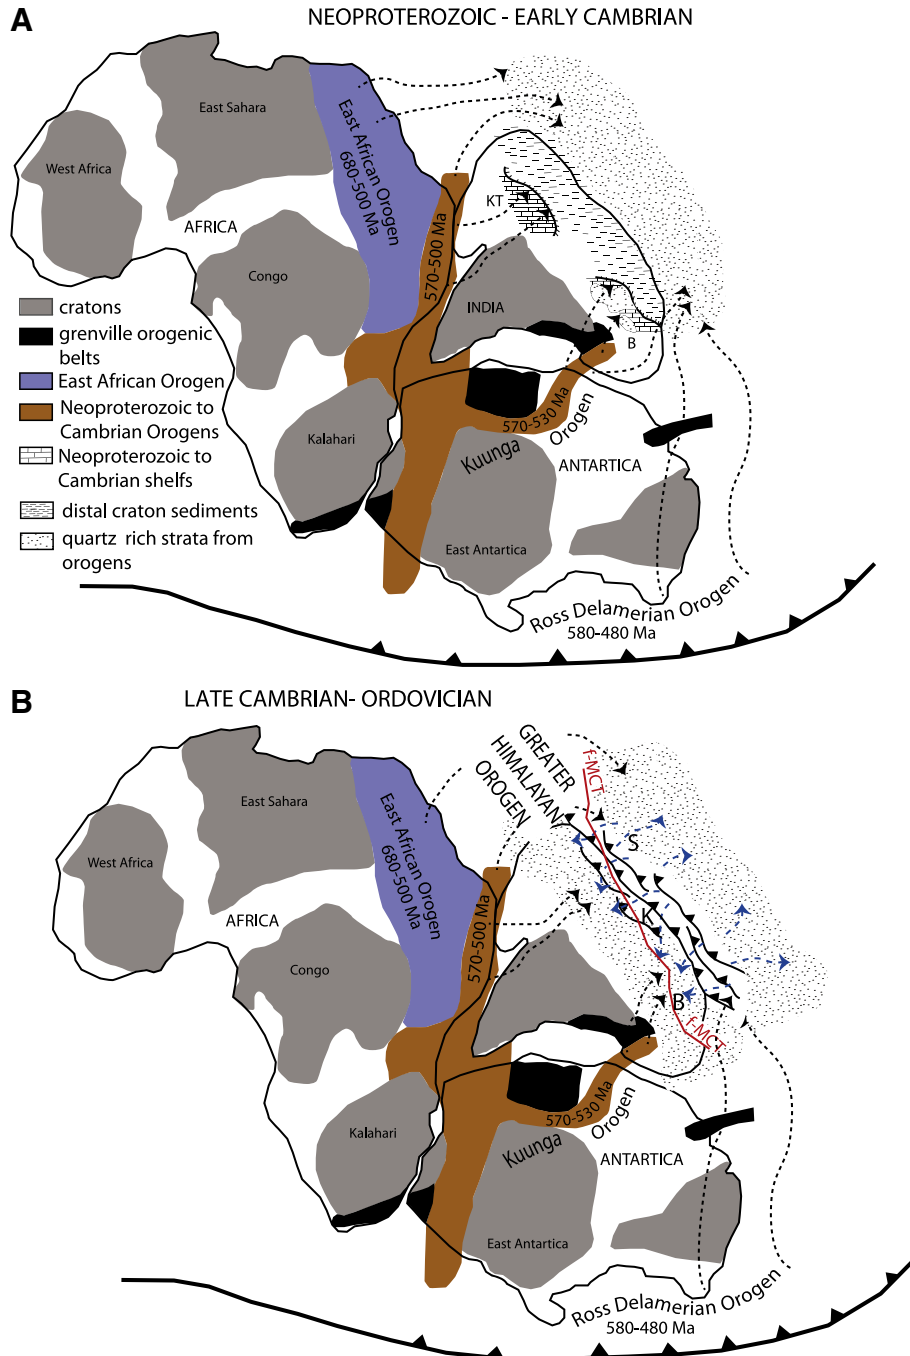 A
NEOPROTEROZOIC - EARLY CAMBRIAN
East Sahara
West Africa
AFRICA
East African Orogen
680-500 Ma
570-500 Ma
KT
Congo
INDIA
B
cratons
grenville orogenic
belts
East African Orogen
Neoproterozoic to
Cambrian Orogens
Neoproterozoic to
Cambrian shelfs
distal craton sediments
quartz rich strata from
orogens
Kalahari
570-530 Ma
Kuunga
Orogen
ANTARTICA
East Antartica
Ross Delamerian Orogen
580-480 Ma
B
LATE CAMBRIAN- ORDOVICIAN
GREATER
HIMALAYAN
OROGEN
f-MCT
East Sahara
West Africa
AFRICA
East African Orogen
680-500 Ma
570-500 Ma
S
K
B
f-MCT
Congo
Kalahari
570-530 Ma
Kuunga
Orogen
ANTARTICA
East Antartica
Ross Delamerian Orogen
580-480 Ma